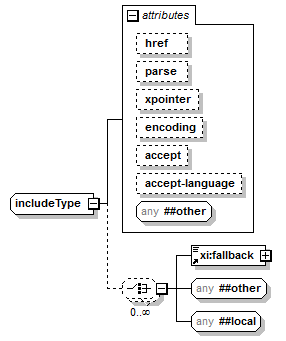 attributes
href
parse
xpointer
encoding
accept
accept-language
any ##other
includeType
0..∞
xi:fallback
any ##other
any ##local